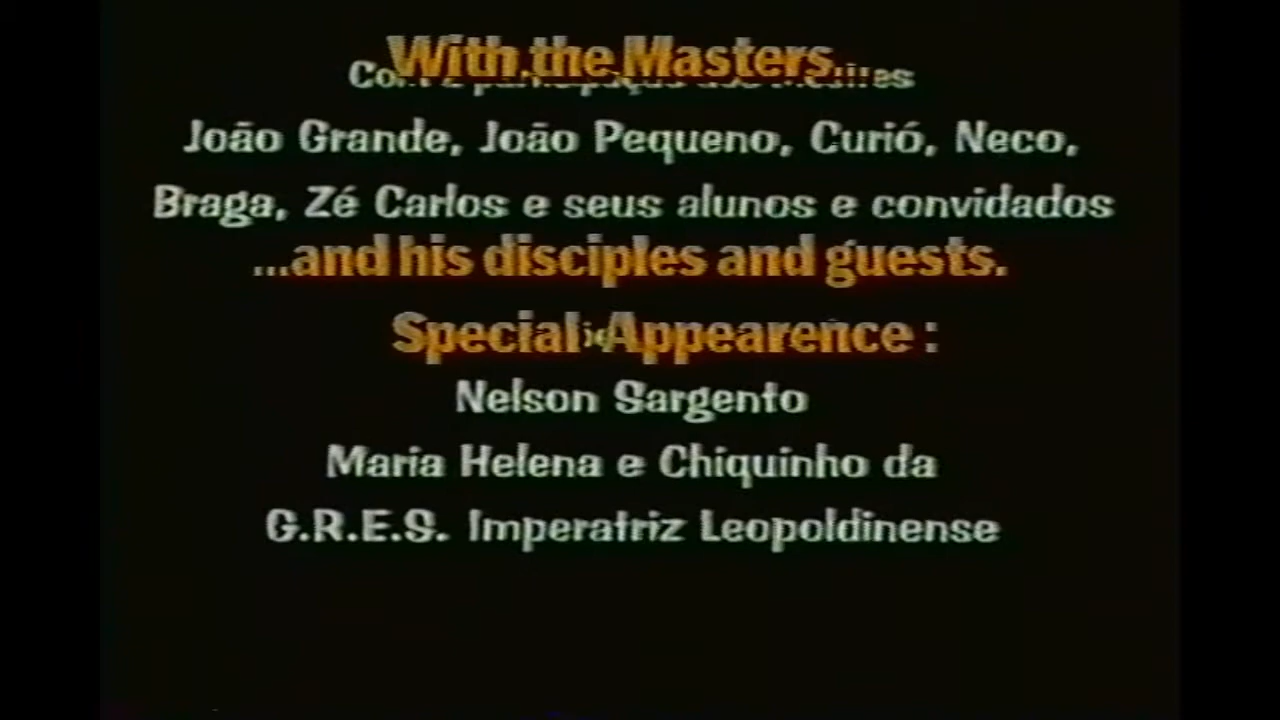 With the Masters...
João Grande, João Pequeno, Curió, Neco,
Braga, Zé Carlos e seus alunos e convidados
...and his disciples and guests.
Special Appearence :
Nelson Sargento
Maria Helena e Chiquinho da
G.R.E.S. Imperatriz Leopoldinense